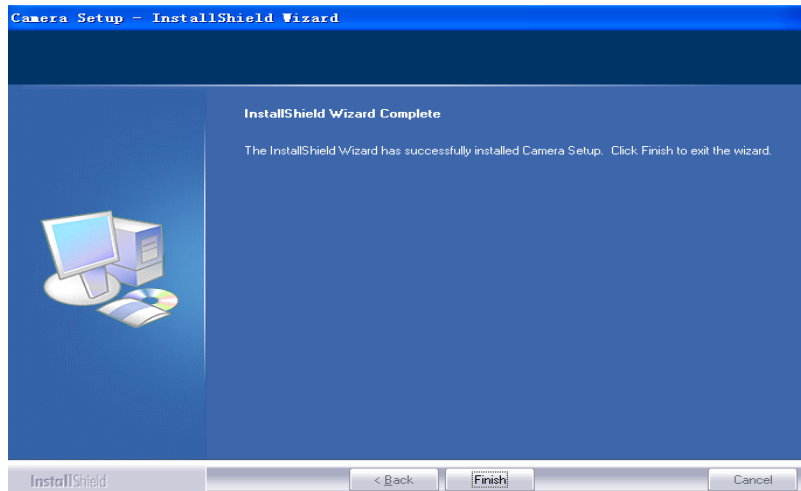 Camera Setup - InstallShield Wizard
InstallShield Wizard Complete
The InstallShield Wizard has successfully installed Camera Setup. Click Finish to exit the wizard.
InstallShield
< Back
Finish
Cancel